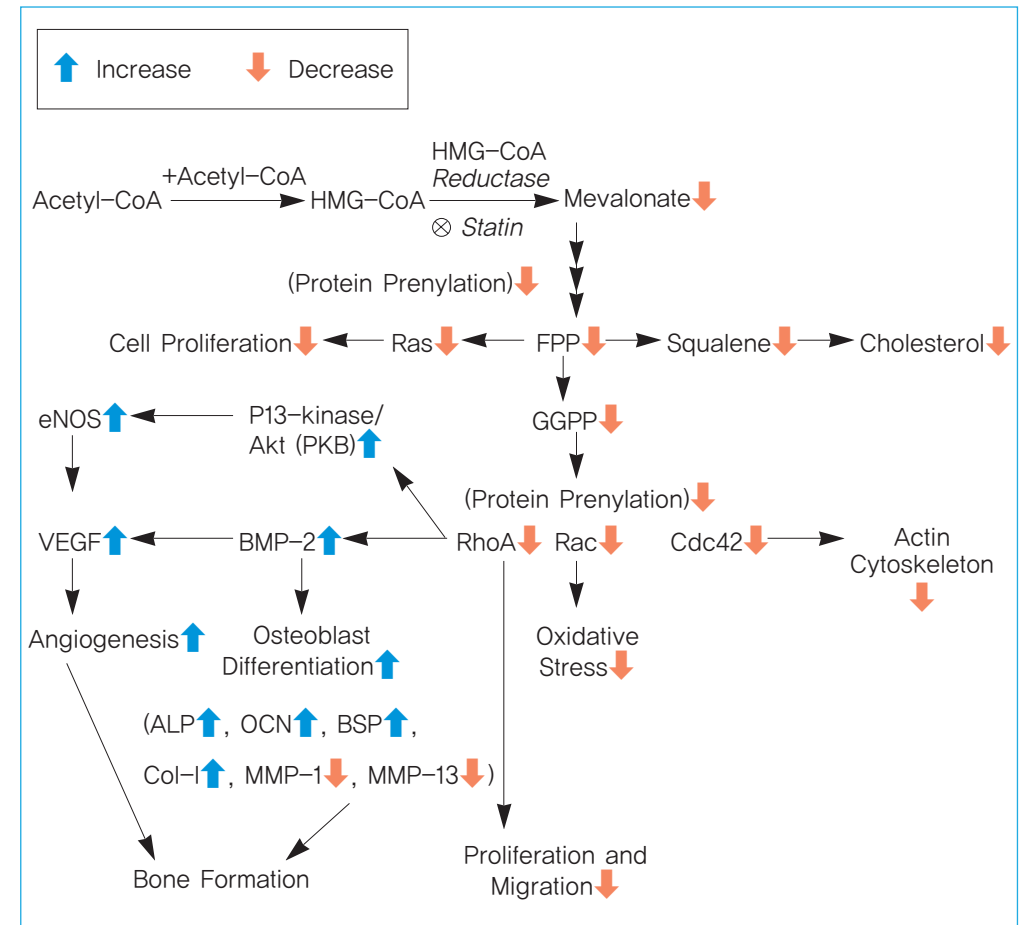 Increase
Decrease
HMG-CoA
+Acetyl-CoA
Reductase
Acetyl-CoA
HMG-CoA
Mevalonate
⊗ Statin
(Protein Prenylation)
Cell Proliferation
Ras
FPP
Squalene
Cholesterol
eNOS
P13-kinase/
Akt (PKB)
GGPP
(Protein Prenylation)
VEGF
BMP-2
RhoA
Rac
Cdc42
Actin
Cytoskeleton
Angiogenesis
Osteoblast
Differentiation
Oxidative
Stress
(ALP, OCN, BSP,
Col-I, MMP-1, MMP-13)
Bone Formation
Proliferation and
Migration